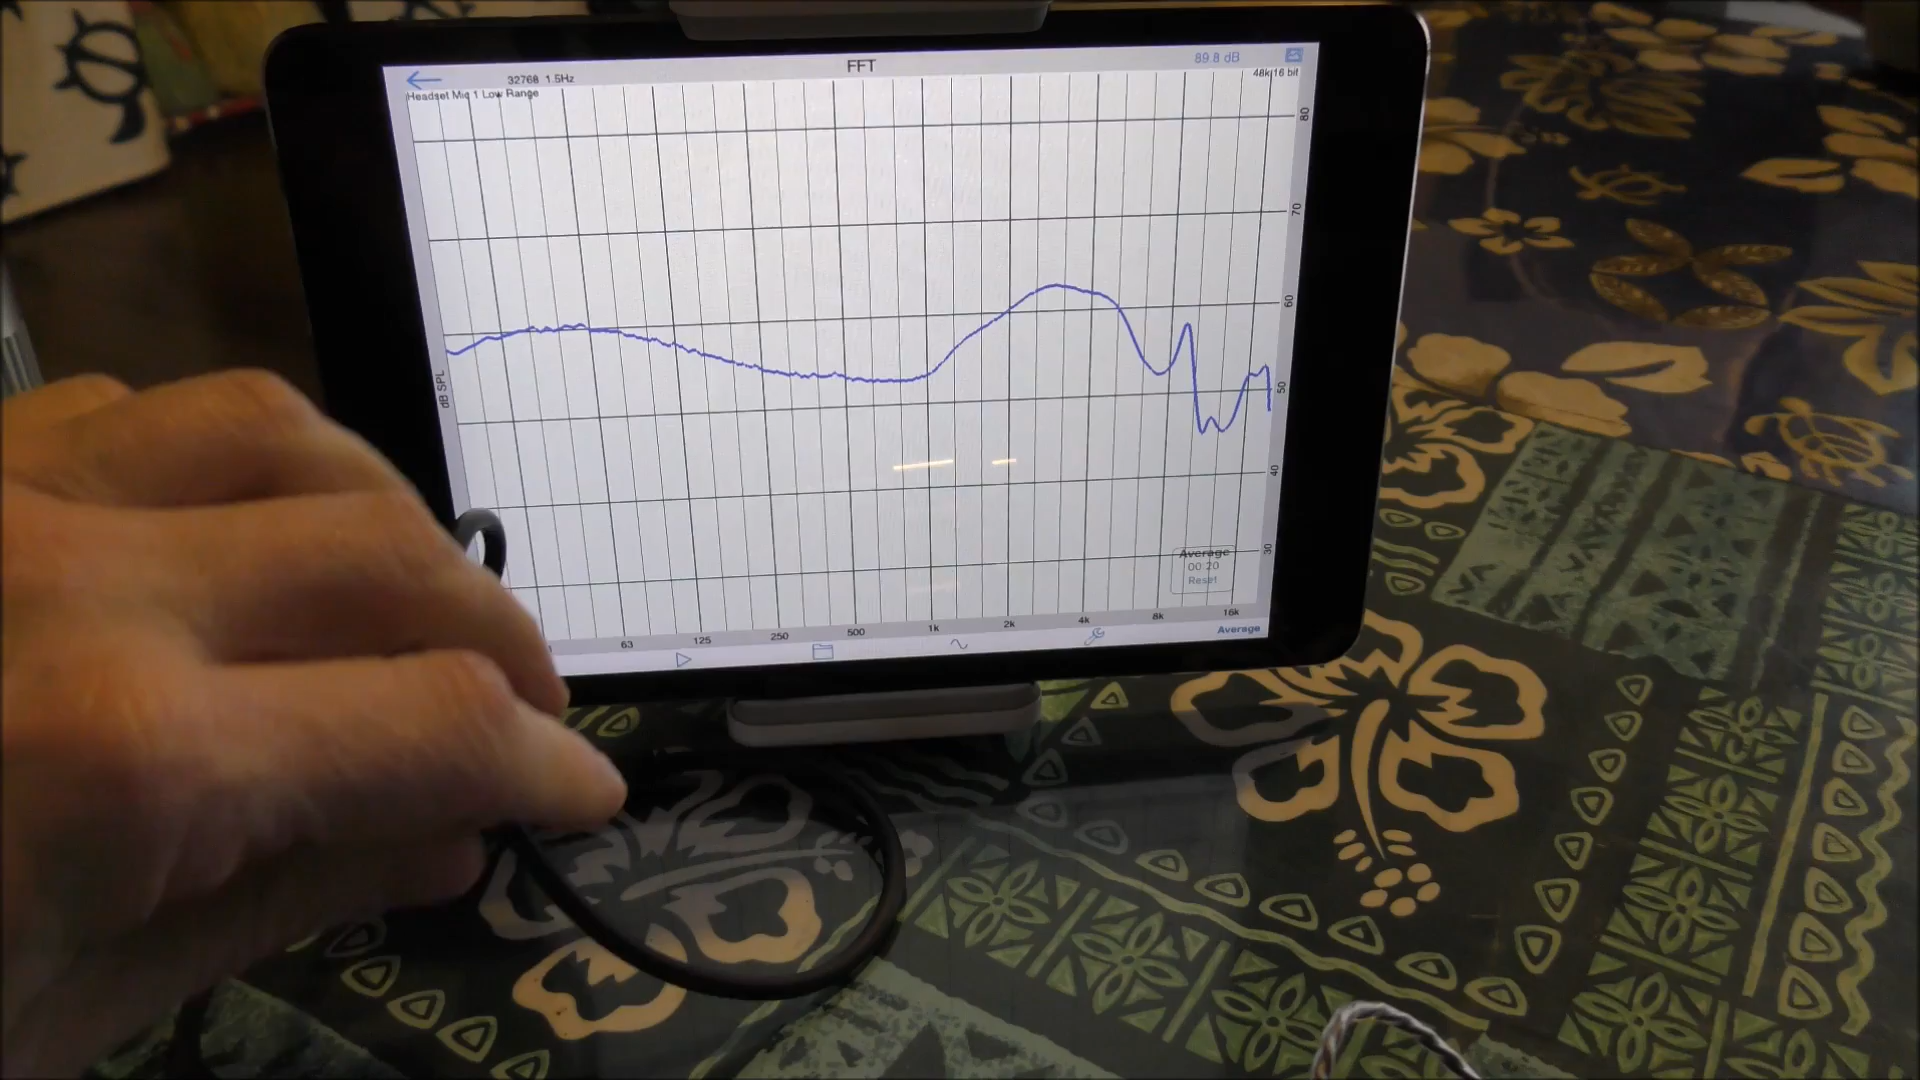 FFT
89.8 dB
32768 1.5Hz
48k|16 bit
Headset Mic 1 Low Range
80
70
60
50
40
30
dB SPL
Average
00:20
Reset
63
125
250
500
1k
2k
4k
8k
16k
Average